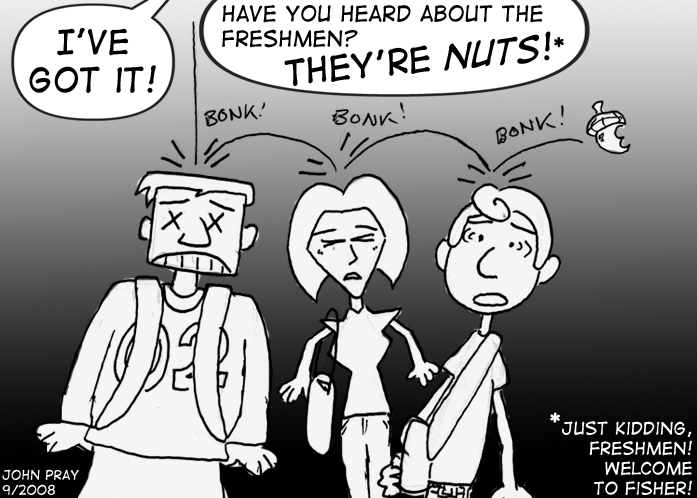 I'VE
GOT IT!
HAVE YOU HEARD ABOUT THE
FRESHMEN?
THEY'RE NUTS!*
BONK! BONK! BONK!
02
*JUST KIDDING,
FRESHMEN!
WELCOME
TO FISHER!
JOHN PRAY
9/2008